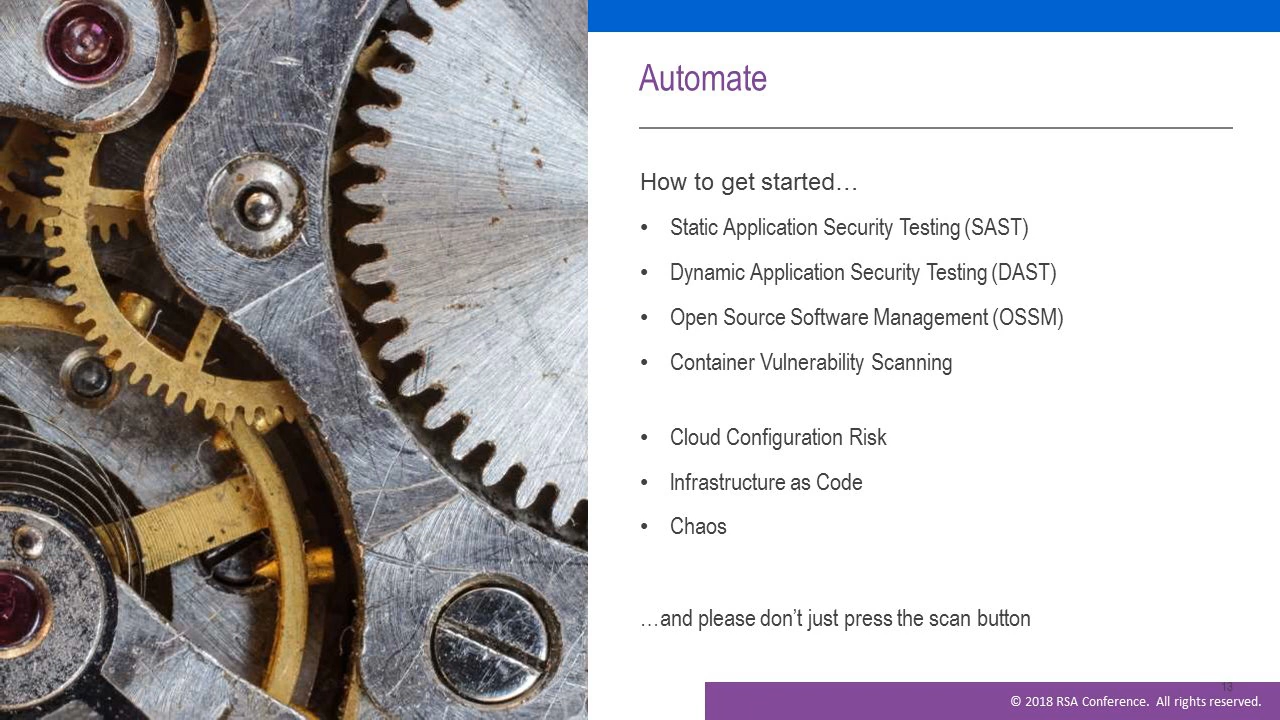 Automate
How to get started…
• Static Application Security Testing (SAST)
• Dynamic Application Security Testing (DAST)
• Open Source Software Management (OSSM)
• Container Vulnerability Scanning
• Cloud Configuration Risk
• Infrastructure as Code
• Chaos
…and please don’t just press the scan button
13
© 2018 RSA Conference. All rights reserved.